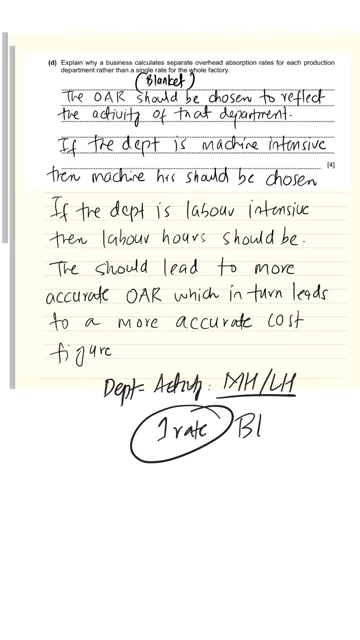 (d) Explain why a business calculates separate overhead absorption rates for each production
department rather than a single rate for the whole factory.
(Blanket)
The OAR should be chosen to reflect
the activity of that department.
If the dept is machine intensive
[4]
then machine hrs should be chosen
If the dept is labour intensive
then labour hours should be.
The should lead to more
accurate OAR which in turn leads
to a more accurate cost
figure
Dept = Activity: MH/LH
1 rate Bl